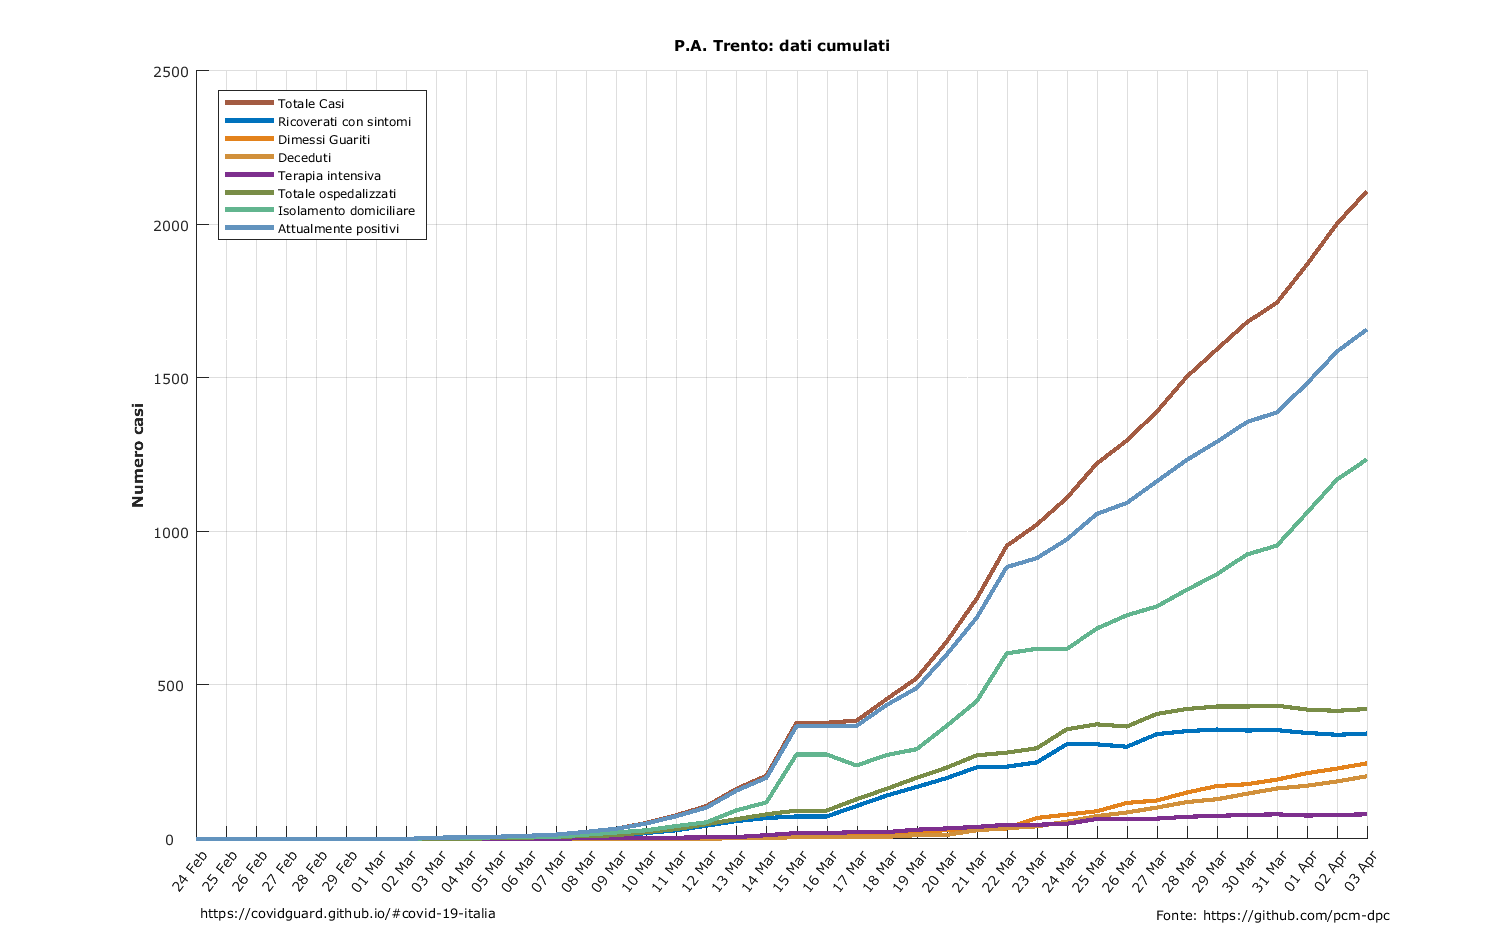 P.A. Trento: dati cumulati
2500
2000
1500
1000
500
0
Numero casi
Totale Casi
Ricoverati con sintomi
Dimessi Guariti
Deceduti
Terapia intensiva
Totale ospedalizzati
Isolamento domiciliare
Attualmente positivi
24 Feb
25 Feb
26 Feb
27 Feb
28 Feb
29 Feb
01 Mar
02 Mar
03 Mar
04 Mar
05 Mar
06 Mar
07 Mar
08 Mar
09 Mar
10 Mar
11 Mar
12 Mar
13 Mar
14 Mar
15 Mar
16 Mar
17 Mar
18 Mar
19 Mar
20 Mar
21 Mar
22 Mar
23 Mar
24 Mar
25 Mar
26 Mar
27 Mar
28 Mar
29 Mar
30 Mar
31 Mar
01 Apr
02 Apr
03 Apr
https://covidguard.github.io/#covid-19-italia
Fonte: https://github.com/pcm-dpc